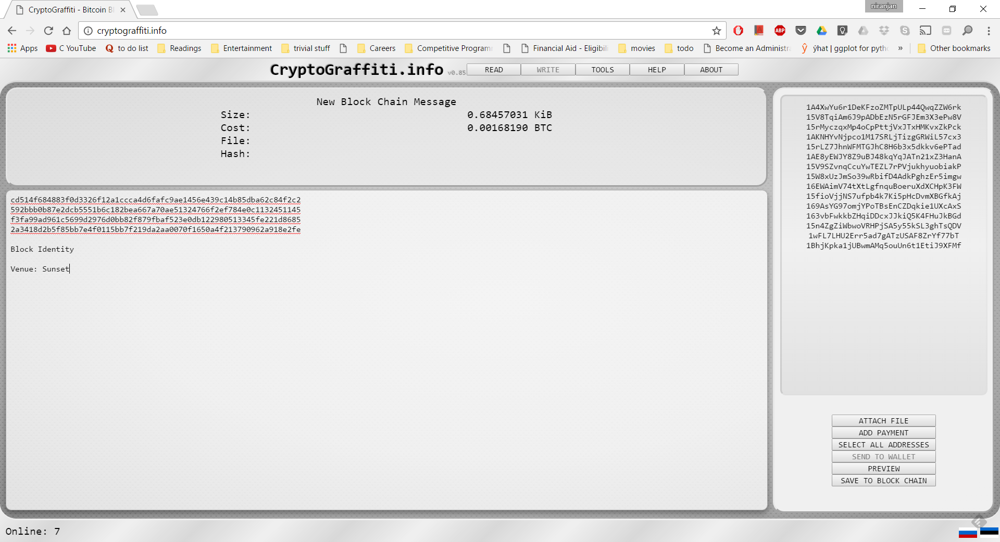 CryptoGraffiti - Bitcoin B
niranjan
cryptograffiti.info
ABP
Apps
C YouTube
to do list
Readings
Entertainment
trivial stuff
Careers
Competitive Program
Financial Aid - Eligibili
movies
todo
Become an Administra
ŷhat | ggplot for pytho
»
Other bookmarks
CryptoGraffiti.info v0.85
READ
WRITE
TOOLS
HELP
ABOUT
New Block Chain Message
Size: 0.68457031 KiB
Cost: 0.00168190 BTC
File:
Hash:
cd514f684883f0d3326f12a1ccca4d6fafc9ae1456e439c14b85dba62c84f2c2
592bbb0b87e2dcb5551b6c182bea667a70ae51324766f2ef784e0c1132451145
f3fa99ad961c5699d2976d0bb82f879fbaf523e0db122980513345fe221d8685
2a3418d2b5f85bb7e4f0115bb7f219da2aa0070f1650a4f213790962a918e2fe
Block Identity
Venue: Sunset
1A4XwYu6r1DeKFzoZMTpULp44QwqZZW6rk
15V8TqiAm6J9pADbEzN5rGFJEm3X3ePw8V
15rMyczqxMp4oCpPttjVxJTxHMKvxZkPck
1AKNHYvNjpco1M17SRLjTizgGRWiL57cx3
15rLZ7JhnWFMTGJhC8H6b3x5dkkv6ePTad
1AE8yEWJY8Z9uBJ48kqYqJATn21xZ3HanA
15V9SZvnqCcuYwTEZL7rPVjukhyuobiakP
15W8xUzJmSo39wRbifD4AdkPghzEr5imgw
16EWAimV74tXtLgfnquBoeruXdXCHpK3FW
15fioVjjNS7ufpb4k7Ki5pHcDvmXBGfkAj
169AsYG97omjYPoTBsEnCZDqkie1UXcAxS
163vbFwkkbZHqiDDcxJJkiQ5K4FHuJkBGd
15n4ZgZiWbwoVRHPjSA5y55kSL3ghTsQDV
1wFL7LHU2Err5ad7gATzUSAF8ZrYf77bT
1BhjKpka1jUBwmAMq5ouUn6t1EtiJ9XFMf
ATTACH FILE
ADD PAYMENT
SELECT ALL ADDRESSES
SEND TO WALLET
PREVIEW
SAVE TO BLOCK CHAIN
Online: 7